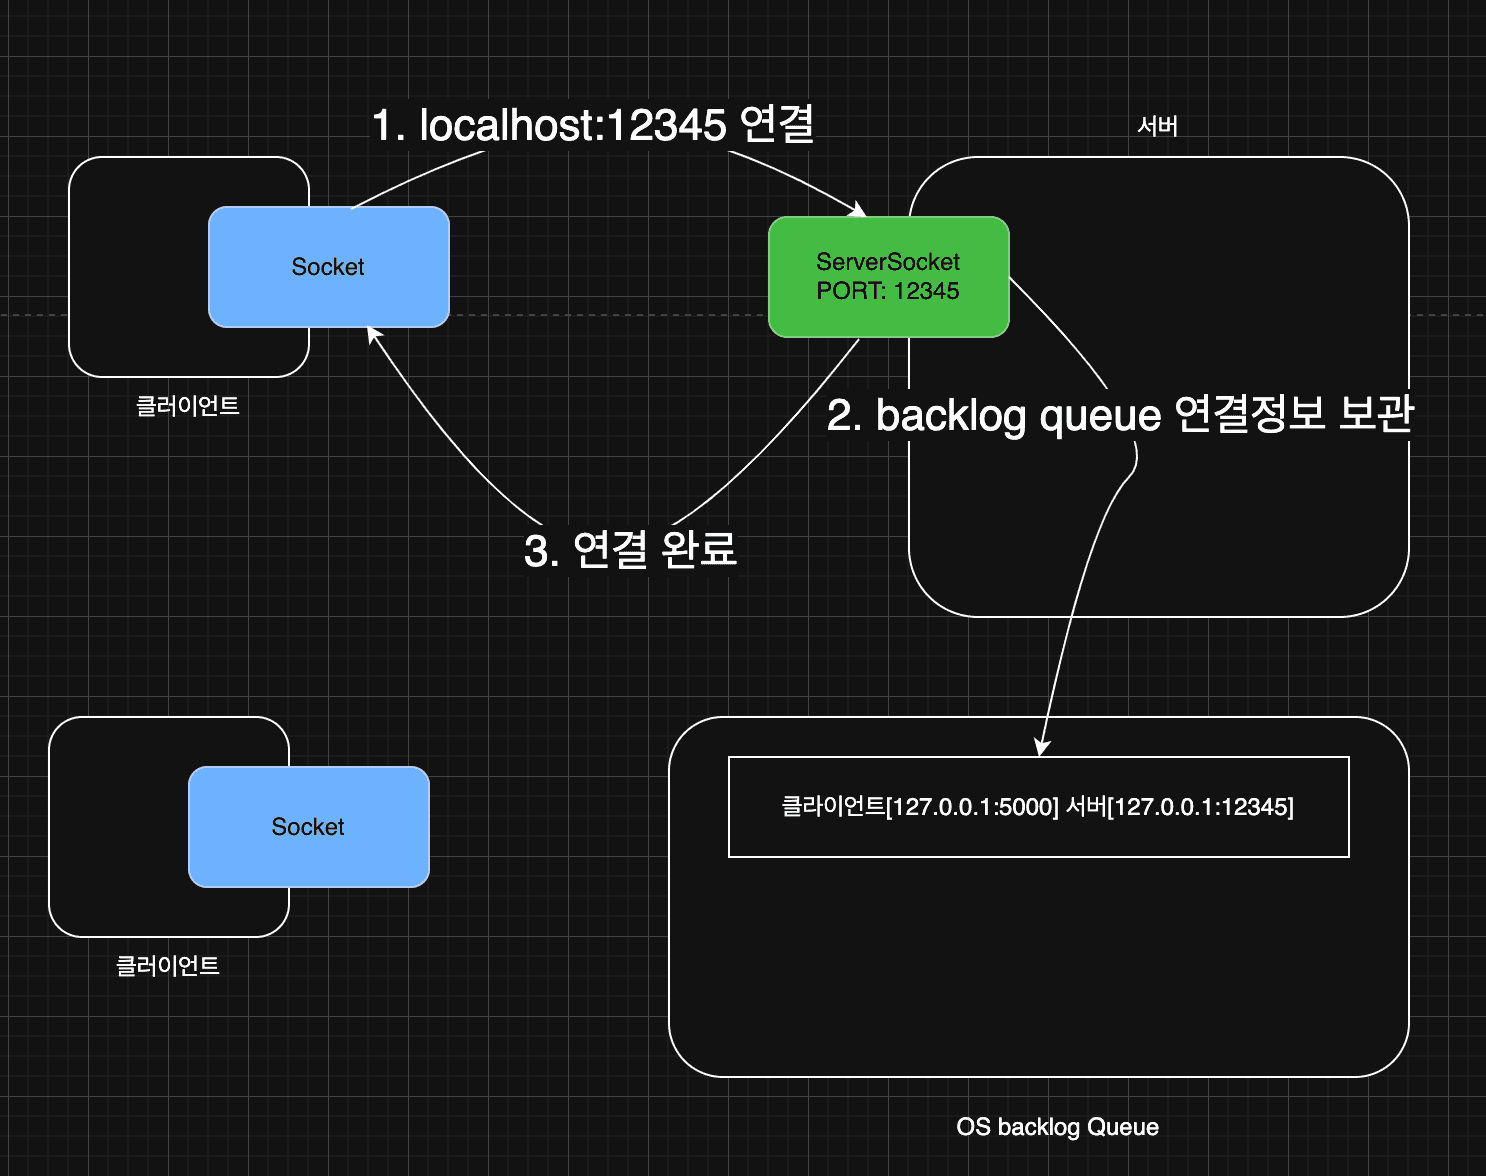 1. localhost:12345 연결
서버
Socket
ServerSocket
PORT: 12345
클러이언트
2. backlog queue 연결정보 보관
3. 연결 완료
클라이언트[127.0.0.1:5000] 서버[127.0.0.1:12345]
Socket
클러이언트
OS backlog Queue